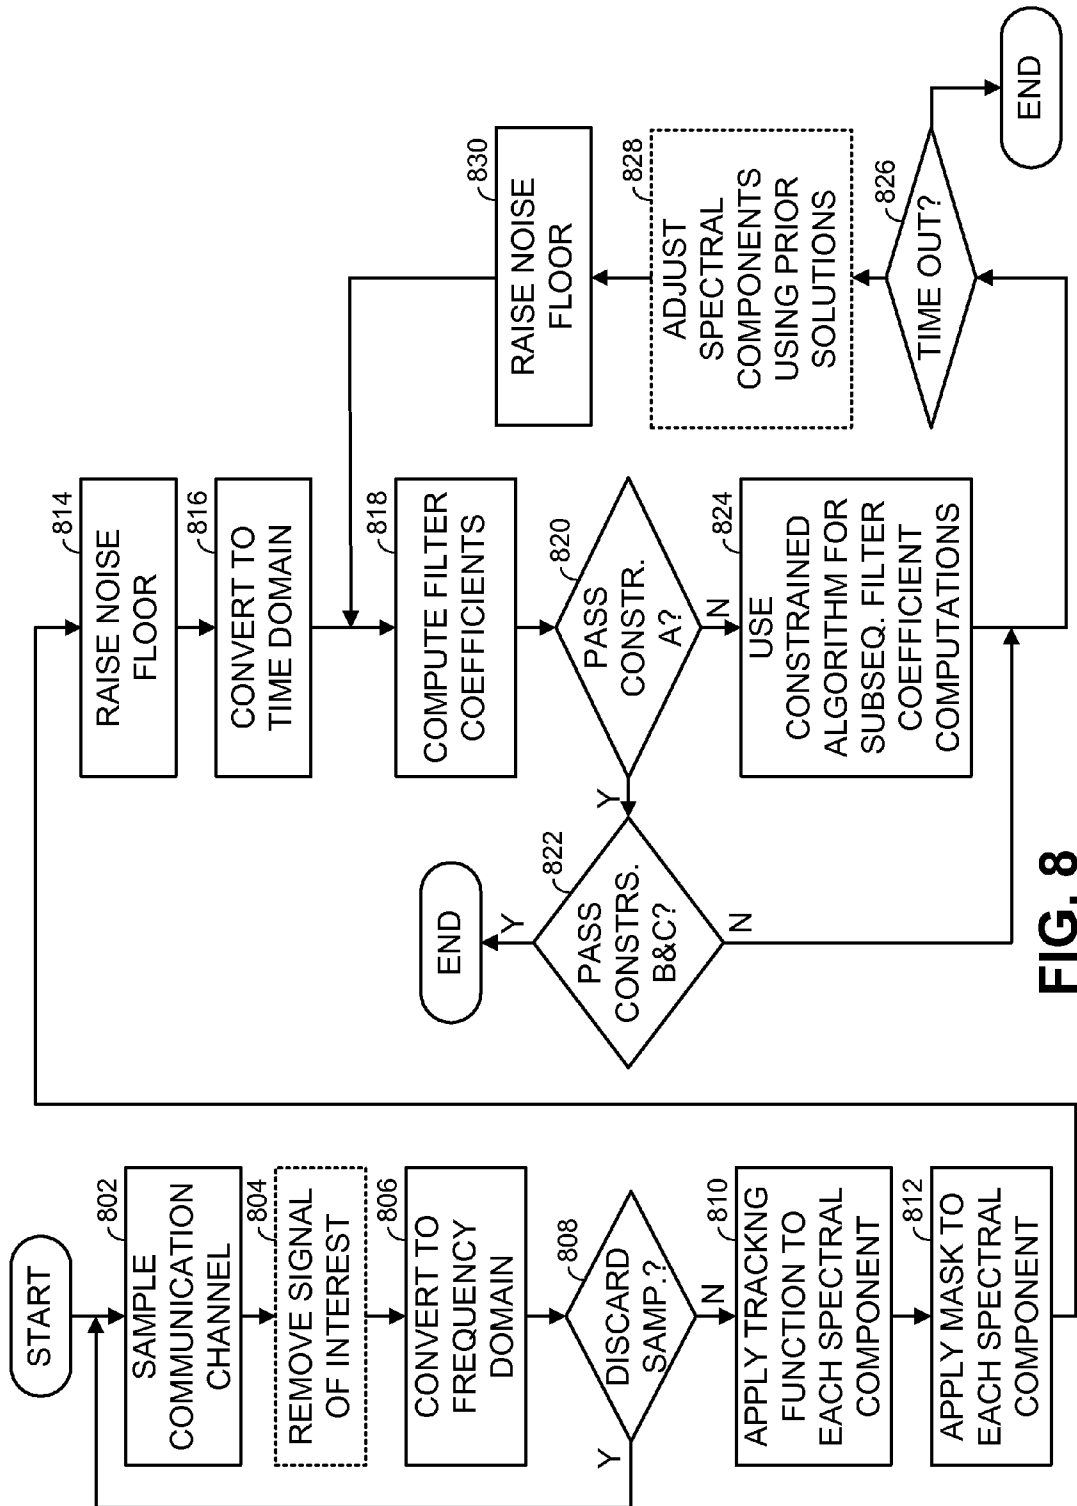 START
802
SAMPLE
COMMUNICATION
CHANNEL
804
REMOVE SIGNAL
OF INTEREST
806
CONVERT TO
FREQUENCY
DOMAIN
808
DISCARD
SAMP.?
Y
N
810
APPLY TRACKING
FUNCTION TO
EACH SPECTRAL
COMPONENT
812
APPLY MASK TO
EACH SPECTRAL
COMPONENT
814
RAISE NOISE
FLOOR
816
CONVERT TO
TIME DOMAIN
818
COMPUTE FILTER
COEFFICIENTS
820
PASS
CONSTR.
A?
Y
N
822
PASS
CONSTRS.
B&C?
Y
N
END
824
USE
CONSTRAINED
ALGORITHM FOR
SUBSEQ. FILTER
COEFFICIENT
COMPUTATIONS
826
TIME OUT?
END
828
ADJUST
SPECTRAL
COMPONENTS
USING PRIOR
SOLUTIONS
830
RAISE NOISE
FLOOR
FIG. 8